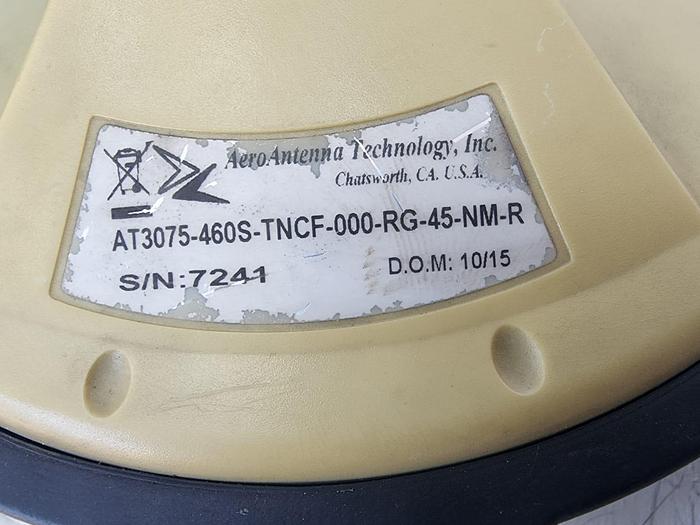 AeroAntenna Technology, Inc.
Chatsworth, CA. U.S.A.
AT3075-460S-TNCF-000-RG-45-NM-R
S/N:7241
D.O.M: 10/15